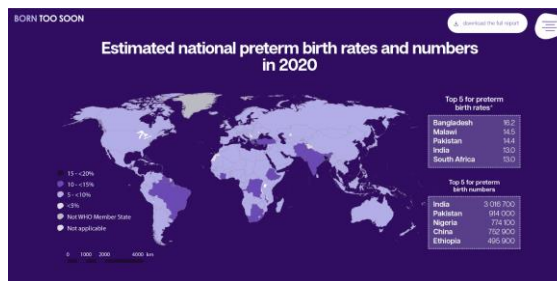 BORN TOO SOON
download the full report
Estimated national preterm birth rates and numbers
in 2020
Top 5 for preterm
birth rates*
Bangladesh 16.2
Malawi 14.5
Pakistan 14.4
India 13.0
South Africa 13.0
15 - <20%
10 - <15%
5 - <10%
<5%
Not WHO Member State
Not applicable
Top 5 for preterm
birth numbers
India 3 016 700
Pakistan 914 000
Nigeria 774 100
China 752 900
Ethiopia 495 900
0 1000 2000 4000 km